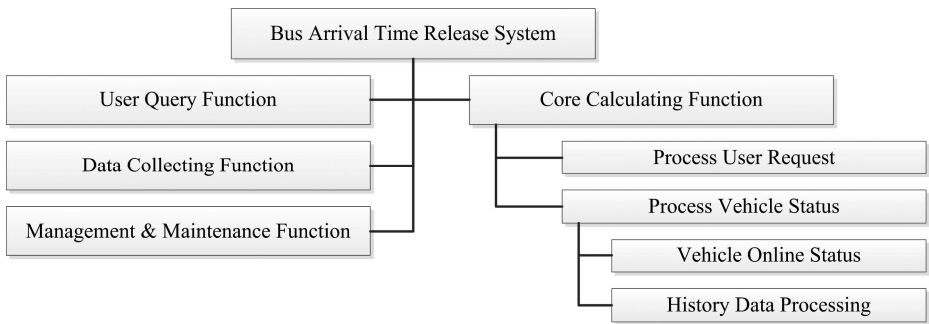 Bus Arrival Time Release System
User Query Function
Core Calculating Function
Data Collecting Function
Process User Request
Management & Maintenance Function
Process Vehicle Status
Vehicle Online Status
History Data Processing